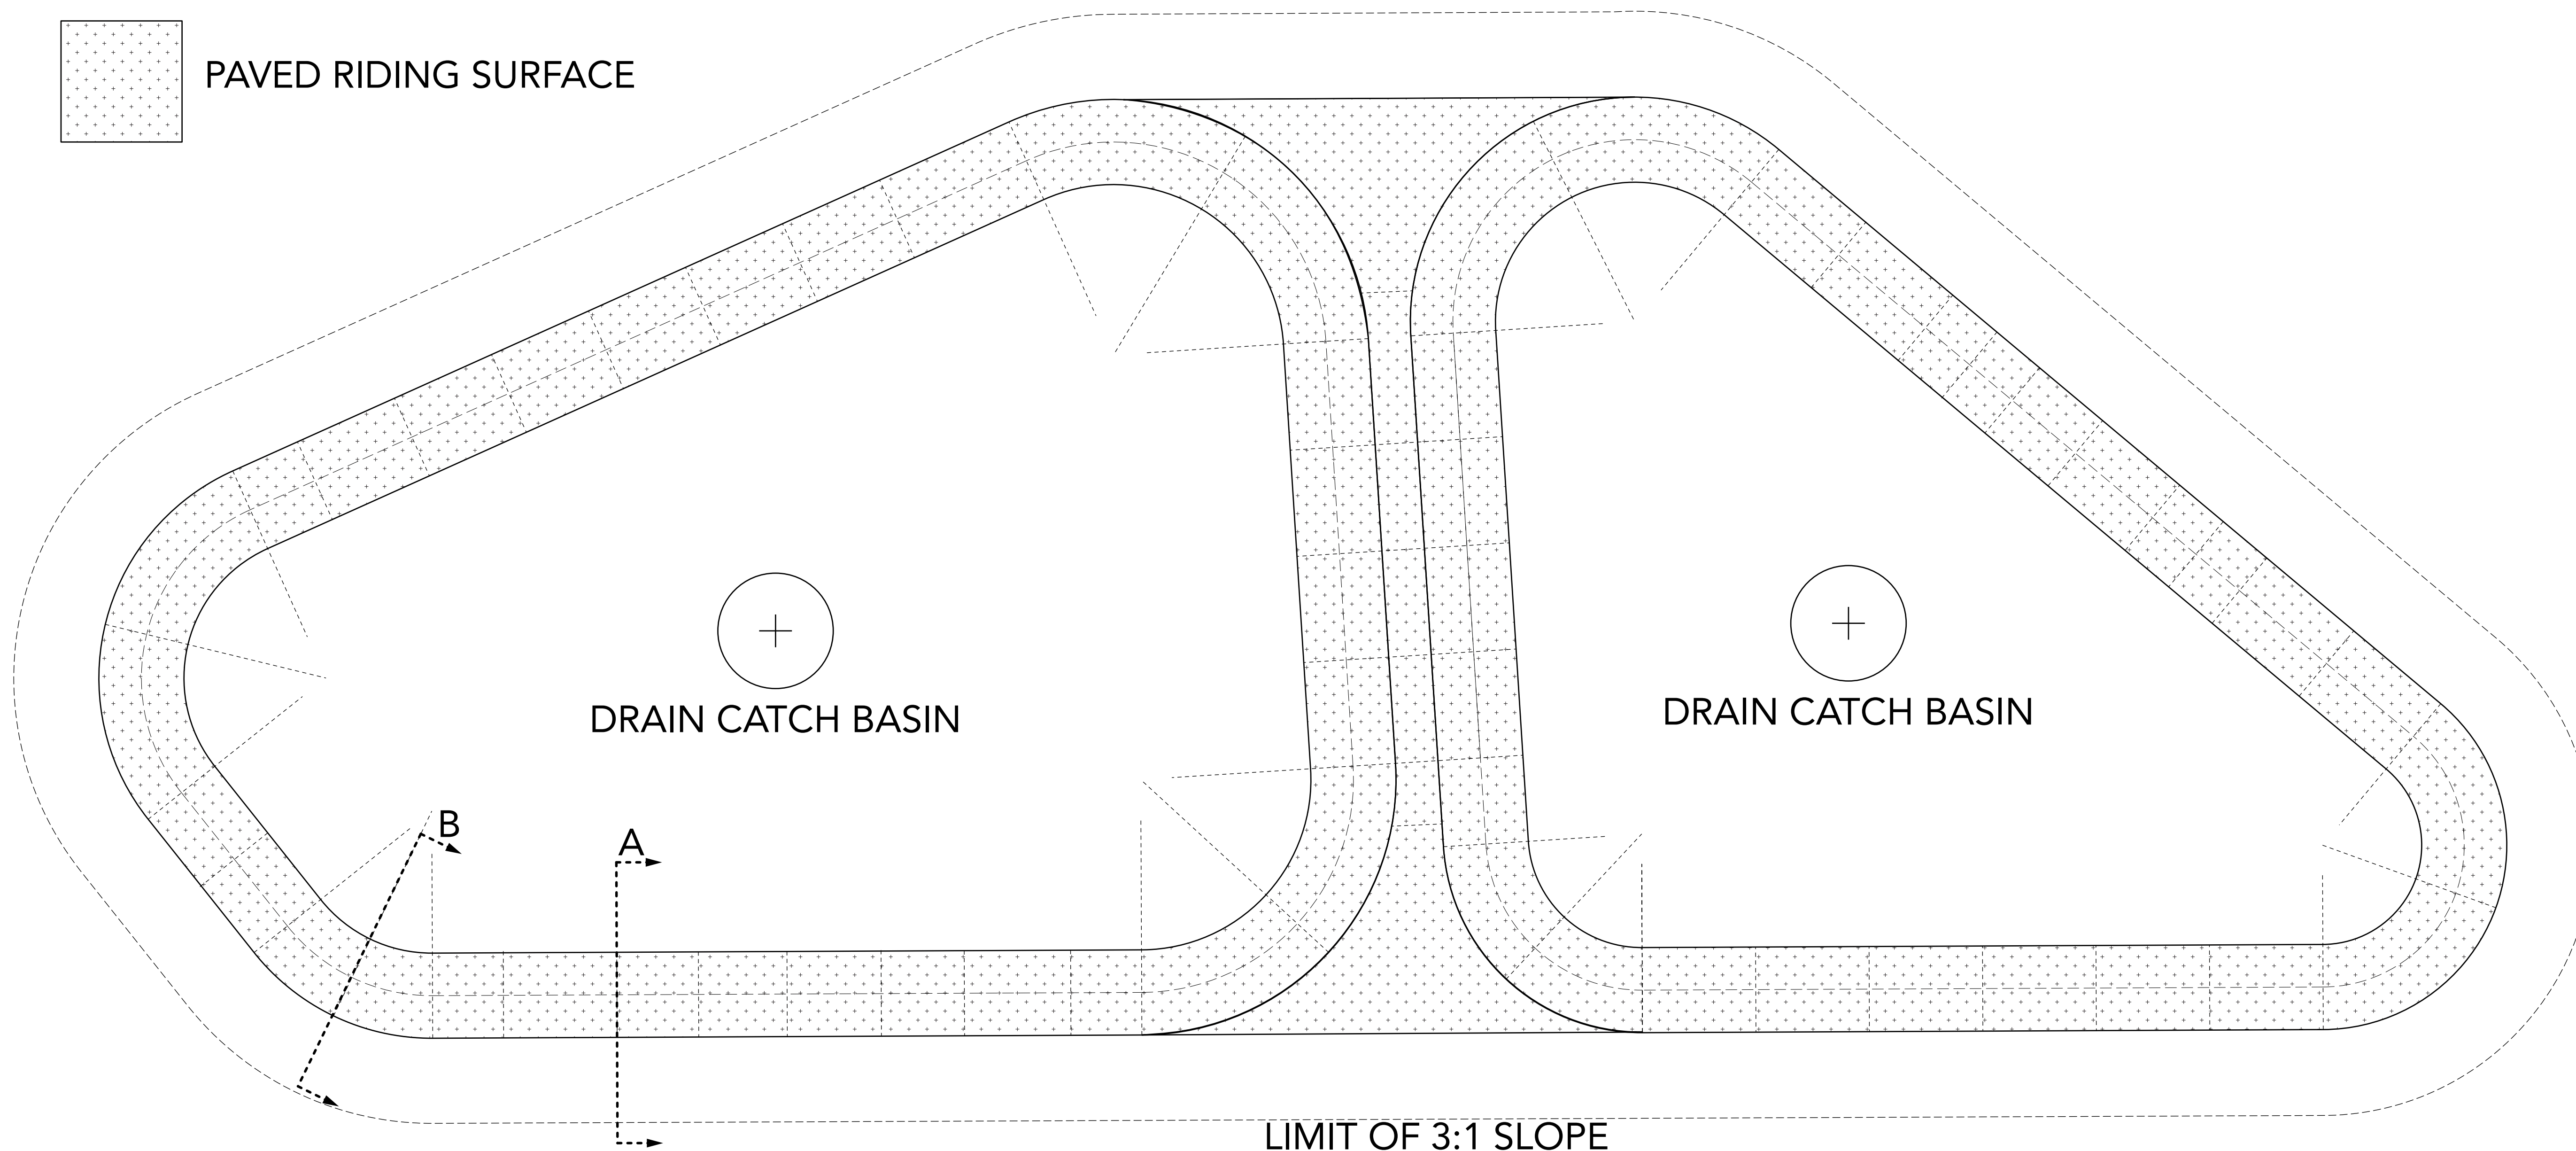 PAVED RIDING SURFACE
DRAIN CATCH BASIN
DRAIN CATCH BASIN
B
A
LIMIT OF 3:1 SLOPE